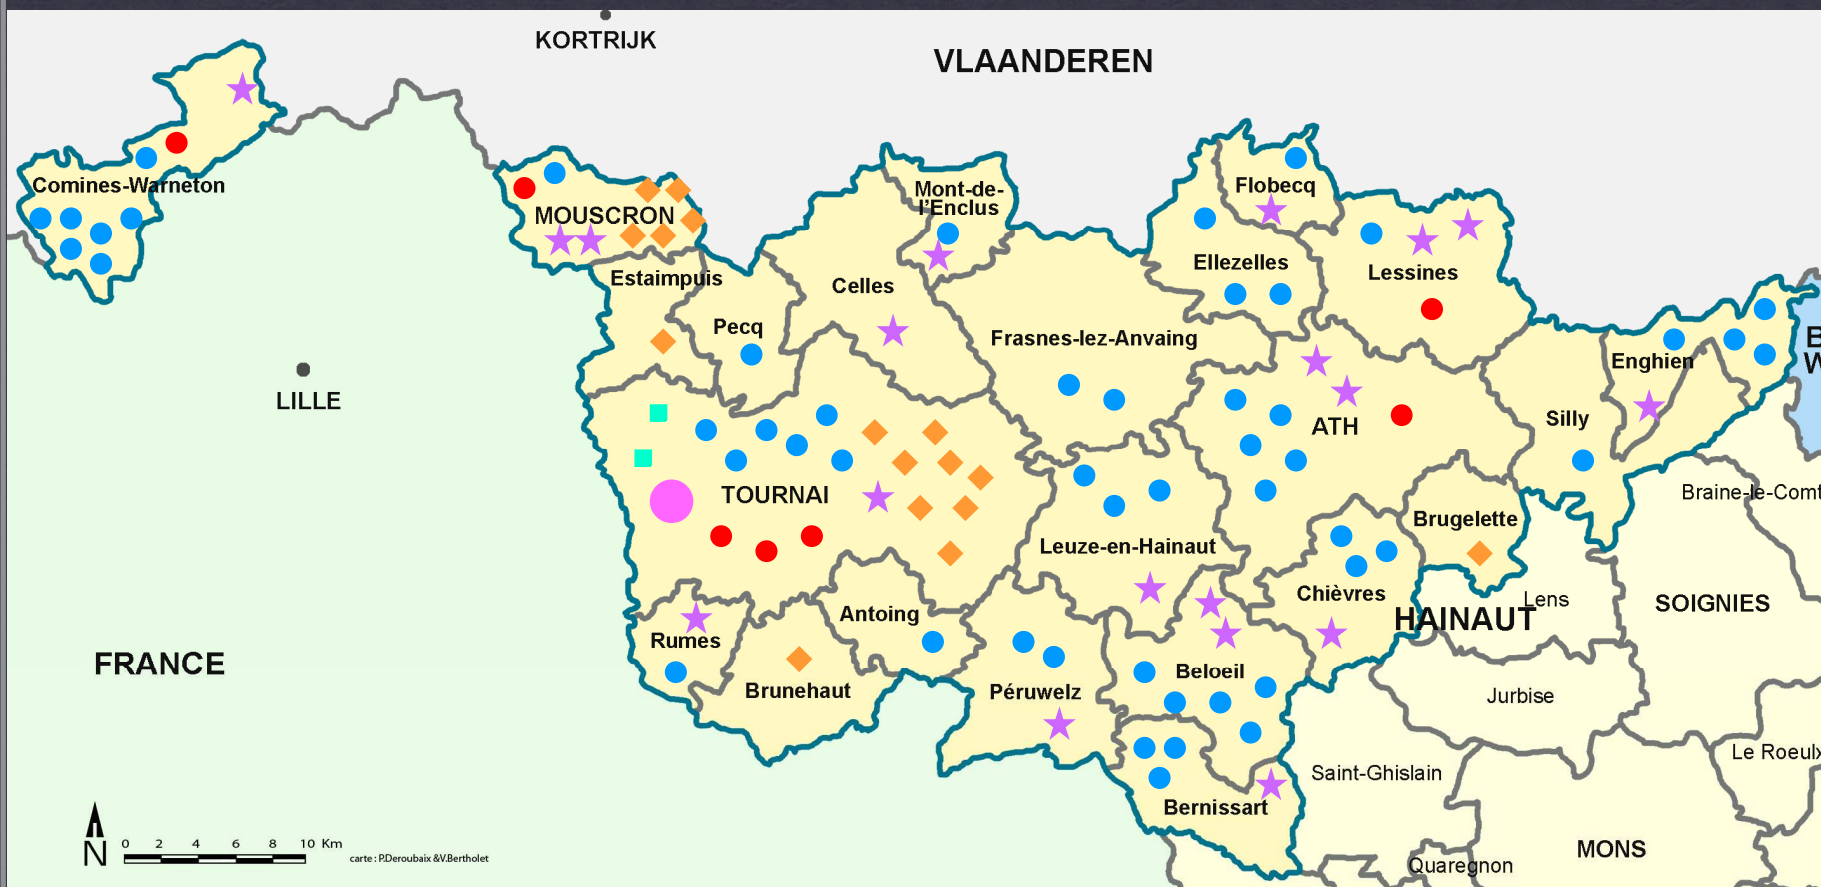 KORTRIJK
VLAANDEREN
Comines-Warneton
MOUSCRON
Mont-de-
l'Enclus
Flobecq
Estaimpuis
Celles
Ellezelles
Lessines
Pecq
Frasnes-lez-Anvaing
Enghien
B
W
LILLE
Silly
ATH
TOURNAI
Braine-le-Comt
Brugelette
Leuze-en-Hainaut
Chièvres
Lens
HAINAUT
SOIGNIES
Antoing
Rumes
FRANCE
Beloeil
Brunehaut
Péruwelz
Jurbise
Le Roeulx
Saint-Ghislain
Bernissart
N
0 2 4 6 8 10 Km
carte : P.Deroubaix &V.Bertholet
MONS
Quaregnon